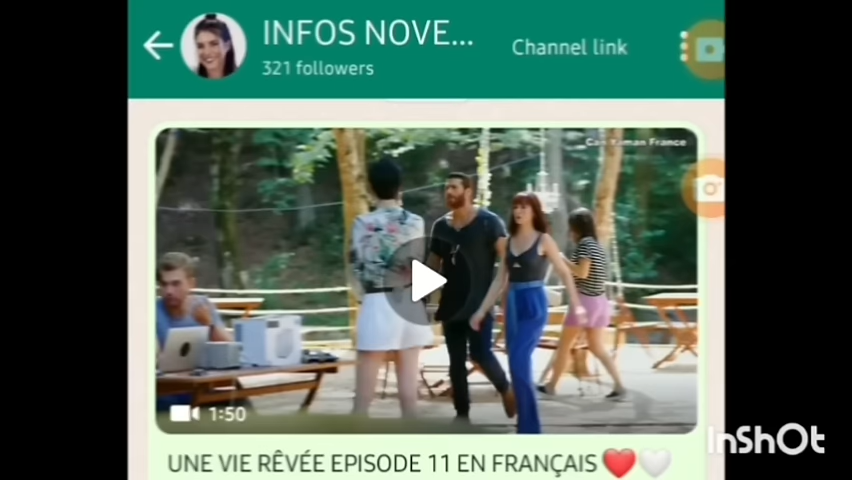 INFOS NOVE...
321 followers
Channel link
Can Yaman France
1:50
UNE VIE RÊVÉE EPISODE 11 EN FRANÇAIS ❤️🤍
InShOt